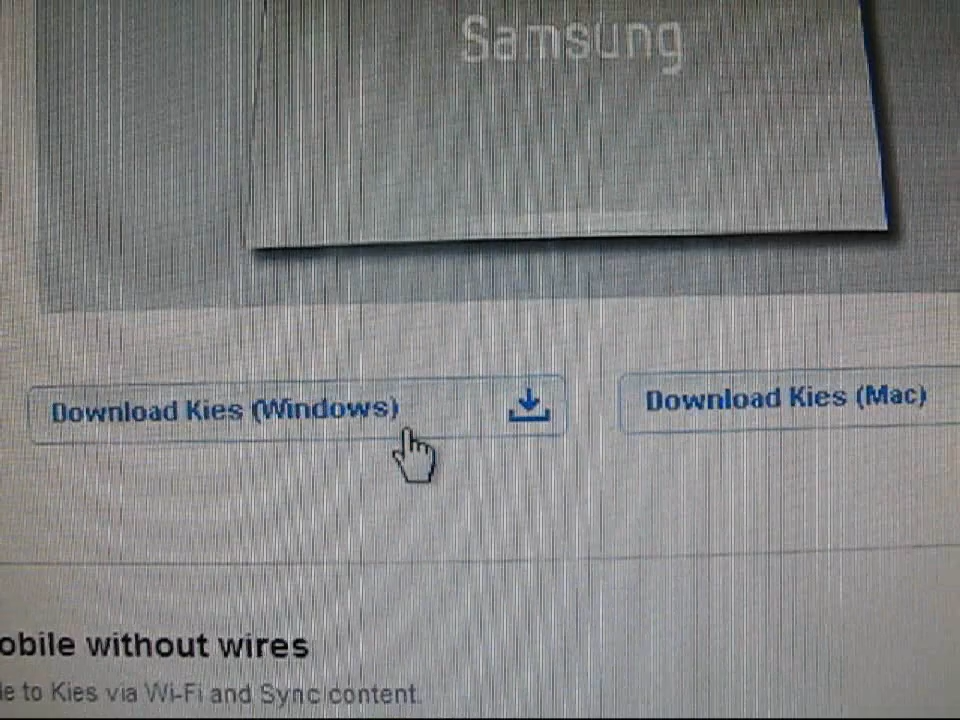 Samsung
Download Kies (Windows)
Download Kies (Mac)
obile without wires
le to Kies via Wi-Fi and Sync content.